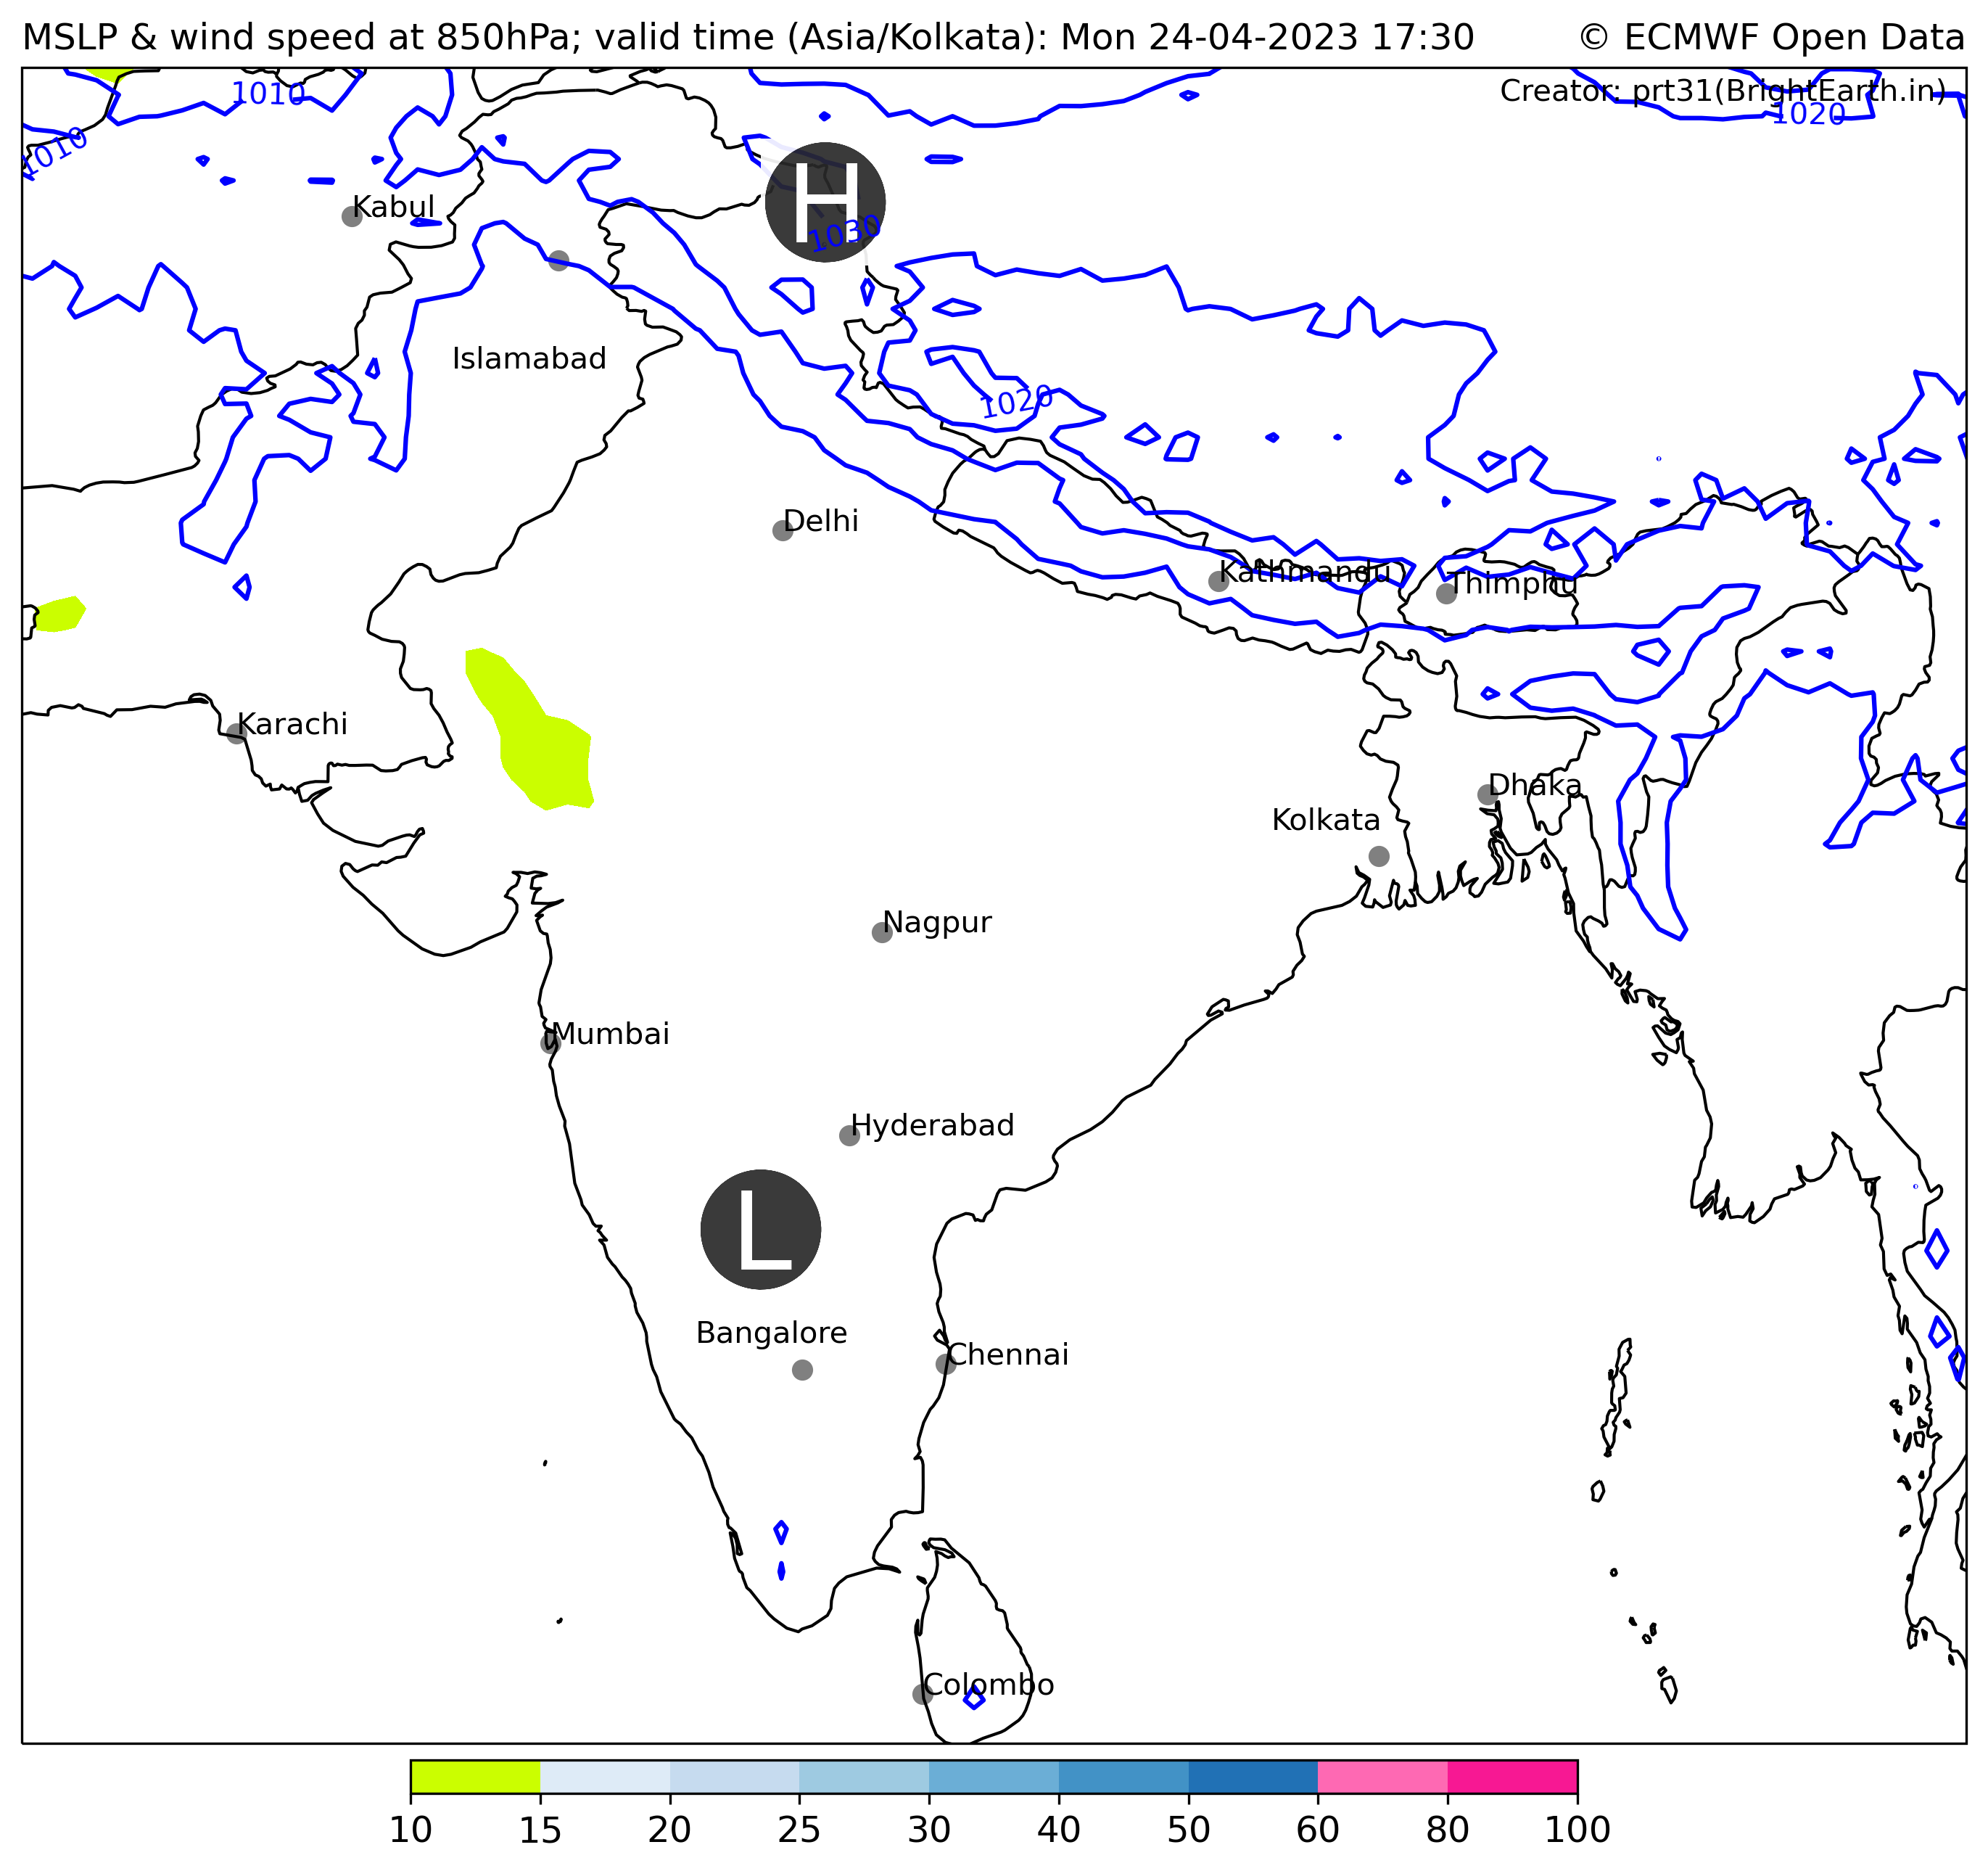 MSLP & wind speed at 850hPa; valid time (Asia/Kolkata): Mon 24-04-2023 17:30
© ECMWF Open Data
Creator: prt31(BrightEarth.in)
1010
1020
1010
Kabul
H
1030
Islamabad
1020
Delhi
Kathmandu
Thimphu
Karachi
Dhaka
Kolkata
Nagpur
Mumbai
Hyderabad
L
Bangalore
Chennai
Colombo
10 15 20 25 30 40 50 60 80 100